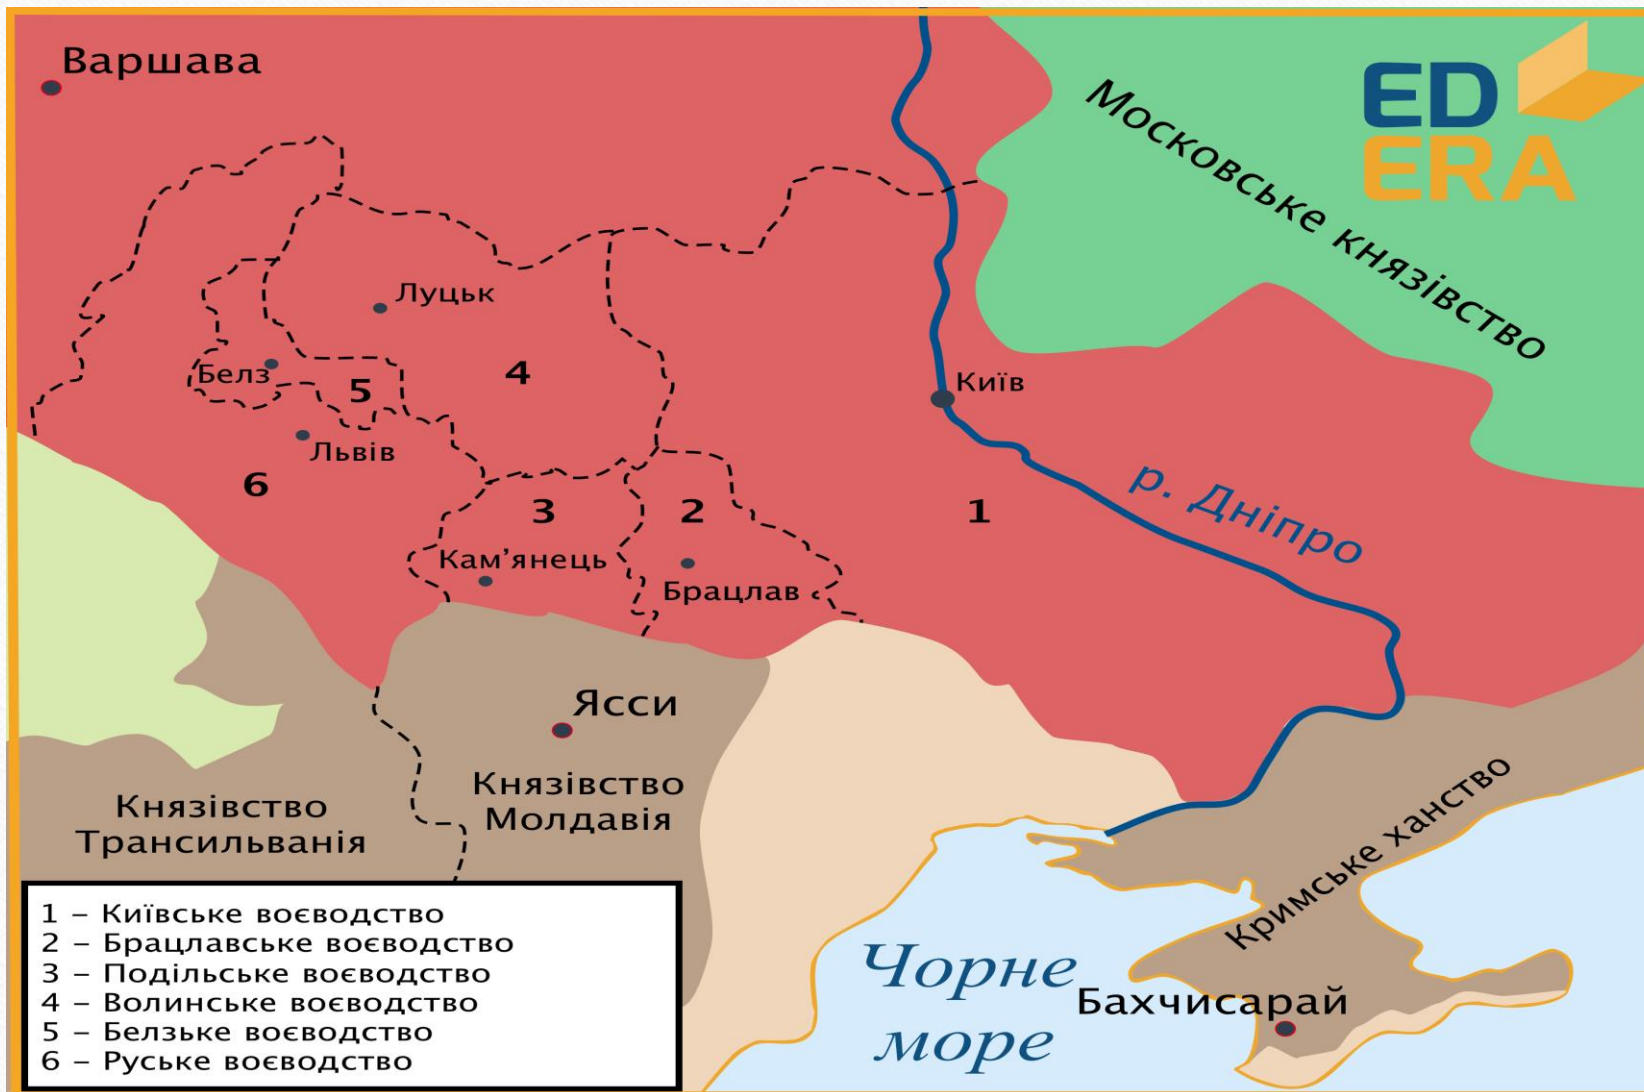 Варшава
ED
ERA
Московське князівство
Луцьк
Белз
4
5
Київ
Львів
6
3
2
1
р. Дніпро
Кам’янець
Брацлав
Ясси
Князівство
Молдавія
Князівство
Трансильванія
Кримське ханство
Чорне
море
Бахчисарай
1 – Київське воєводство
2 – Брацлавське воєводство
3 – Подільське воєводство
4 – Волинське воєводство
5 – Белзьке воєводство
6 – Руське воєводство